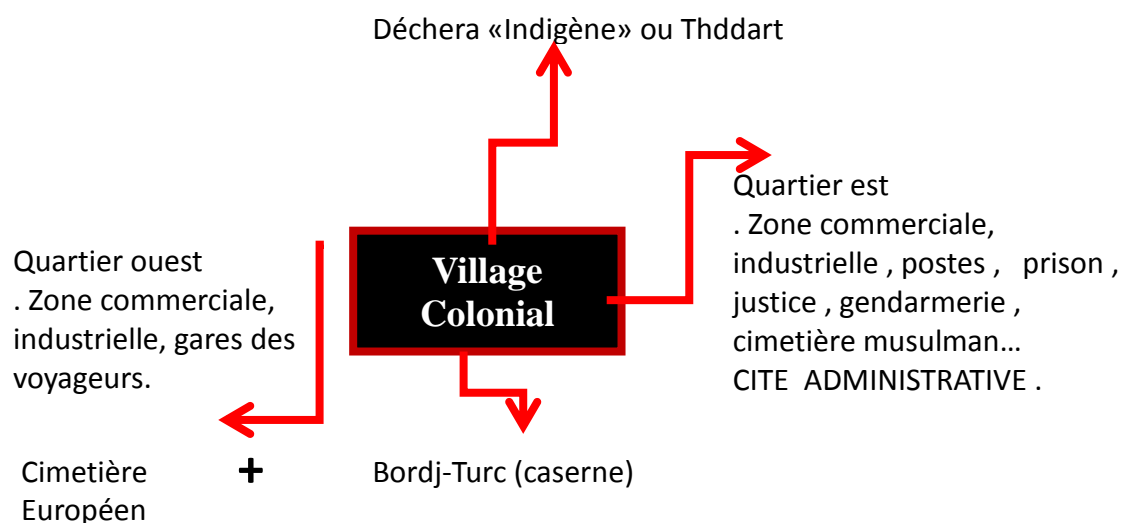 Déchera «Indigène» ou Thddart
Quartier est
. Zone commerciale,
industrielle , postes , prison ,
justice , gendarmerie ,
cimetière musulman…
CITE ADMINISTRATIVE .
Village
Colonial
Quartier ouest
. Zone commerciale,
industrielle, gares des
voyageurs.
Cimetière + Bordj-Turc (caserne)
Européen